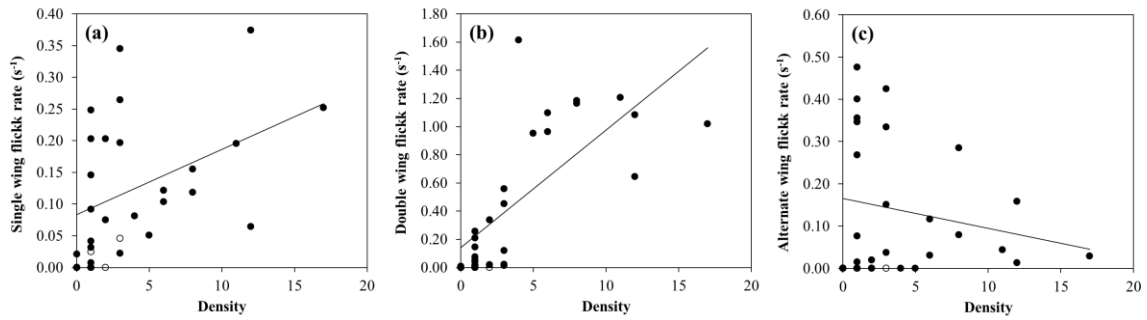 (a)
Single wing flickk rate (s-1)
0.40
0.35
0.30
0.25
0.20
0.15
0.10
0.05
0.00
0 5 10 15 20
Density
(b)
Double wing flickk rate (s-1)
1.80
1.60
1.40
1.20
1.00
0.80
0.60
0.40
0.20
0.00
0 5 10 15 20
Density
(c)
Alternate wing flickk rate (s-1)
0.60
0.50
0.40
0.30
0.20
0.10
0.00
0 5 10 15 20
Density